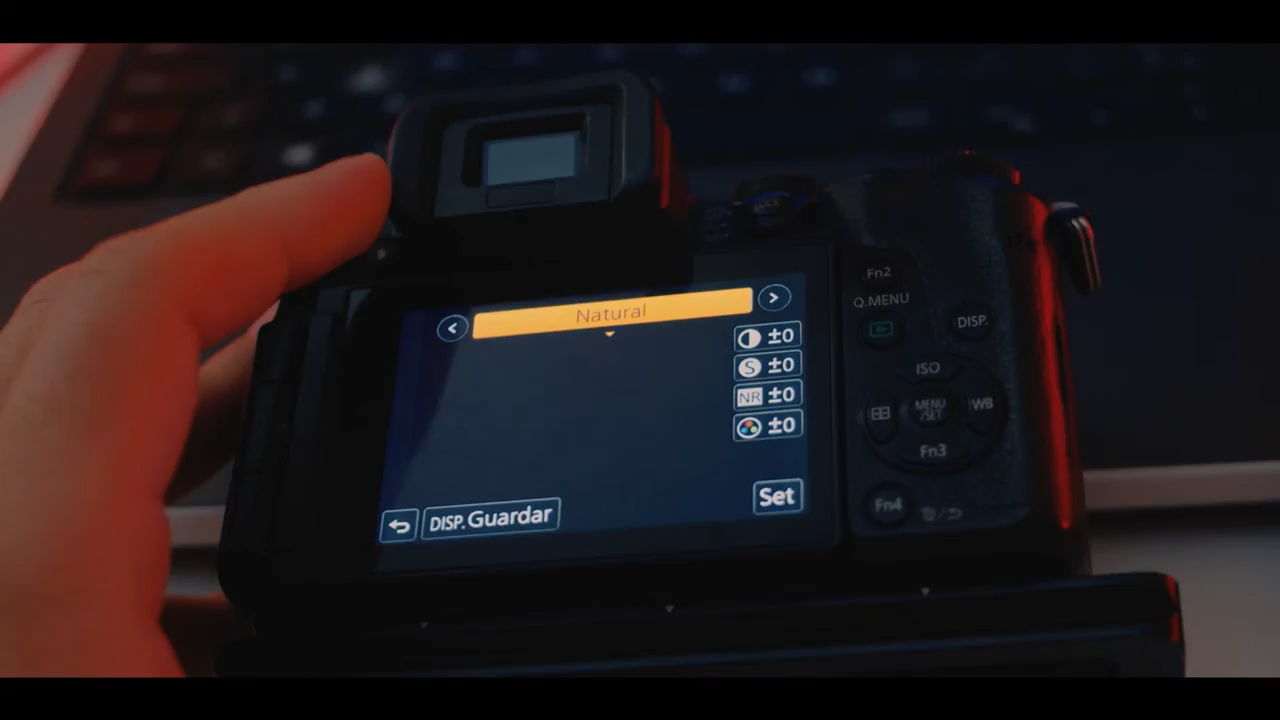 Fn2
Q.MENU
DISP.
< Natural >
±0
S ±0
NR ±0
±0
ISO
MENU
/SET
WB
Fn3
Fn4
DISP. Guardar
Set